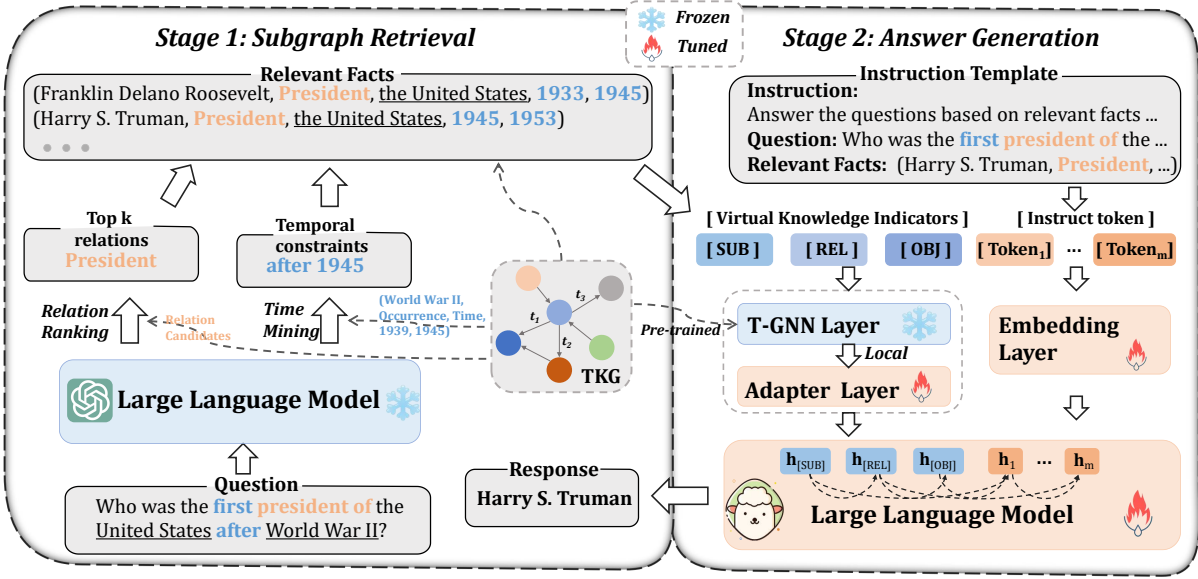 Stage 1: Subgraph Retrieval
Frozen
Tuned
Stage 2: Answer Generation
Relevant Facts
(Franklin Delano Roosevelt, President, the United States, 1933, 1945)
(Harry S. Truman, President, the United States, 1945, 1953)
Top k
relations
President
Temporal
constraints
after 1945
Relation
Ranking
Relation
Candidates
Time
Mining
(World War II,
Occurrence, Time,
1939, 1945)
t1
t2
t3
TKG
Large Language Model
Question
Who was the first president of the
United States after World War II?
Instruction Template
Instruction:
Answer the questions based on relevant facts ...
Question: Who was the first president of the ...
Relevant Facts: (Harry S. Truman, President, ...)
[ Virtual Knowledge Indicators ]
[ Instruct token ]
[ SUB ] [ REL ] [ OBJ ]
[ Token1] ... [ Tokenm]
Pre-trained
T-GNN Layer
Local
Adapter Layer
Embedding
Layer
h[SUB] h[REL] h[OBJ] h1 ... hm
Large Language Model
Response
Harry S. Truman